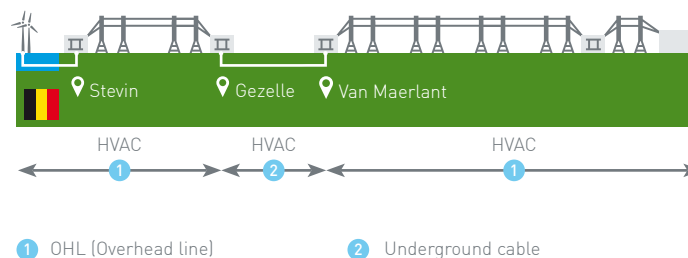 Stevin
Gezelle
Van Maerlant
HVAC
HVAC
HVAC
1
2
1
1 OHL (Overhead line)
2 Underground cable